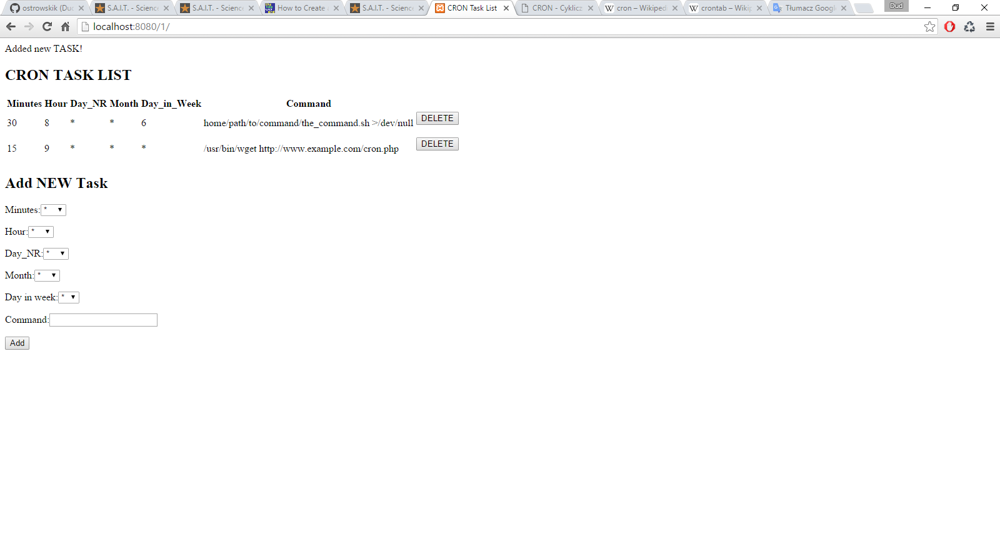 ostrowskik (Duc
S.A.I.T. - Science
S.A.I.T. - Science
How to Create
S.A.I.T. - Science
CRON Task List
CRON - Cyklicz
cron – Wikiped
crontab – Wikip
Tłumacz Googl
Dud
localhost:8080/1/
Added new TASK!
CRON TASK LIST
Minutes Hour Day_NR Month Day_in_Week Command
30 8 * * 6 home/path/to/command/the_command.sh >/dev/null DELETE
15 9 * * * /usr/bin/wget http://www.example.com/cron.php DELETE
Add NEW Task
Minutes: *
Hour: *
Day_NR: *
Month: *
Day in week: *
Command:
Add